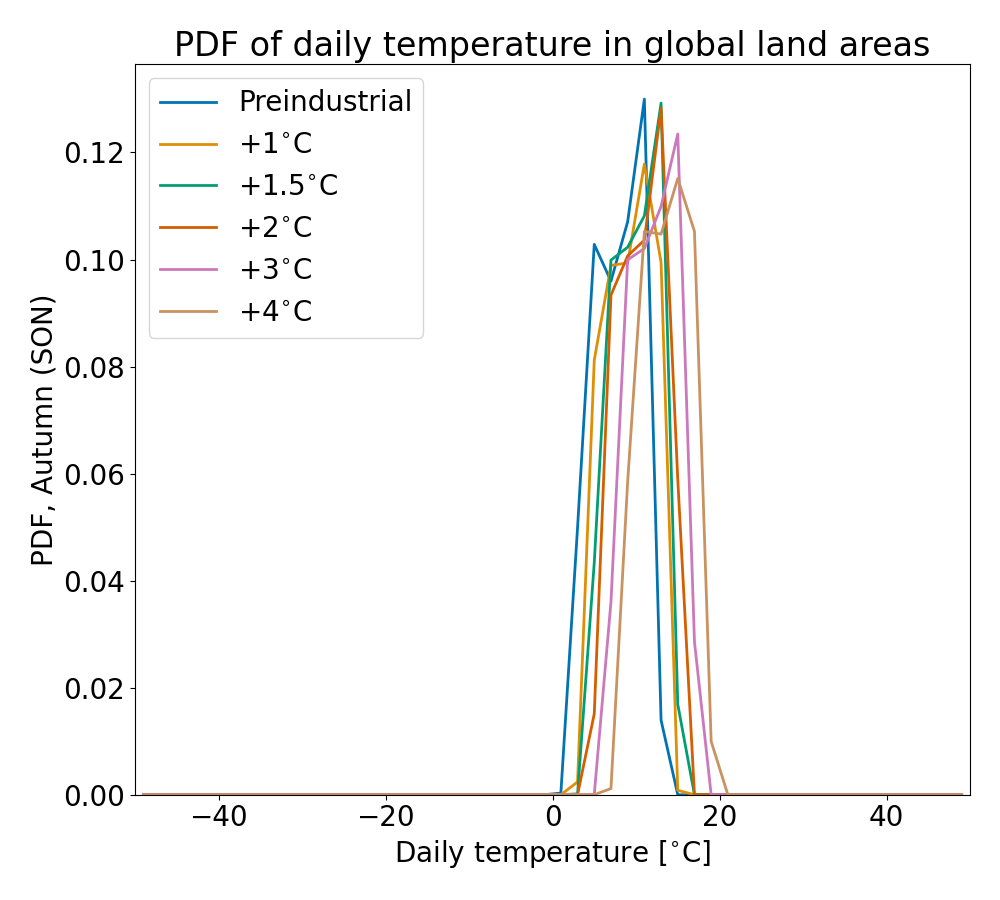 PDF of daily temperature in global land areas
Preindustrial
+1°C
+1.5°C
+2°C
+3°C
+4°C
0.12
0.10
0.08
0.06
0.04
0.02
0.00
PDF, Autumn (SON)
−40
−20
0
20
40
Daily temperature [°C]